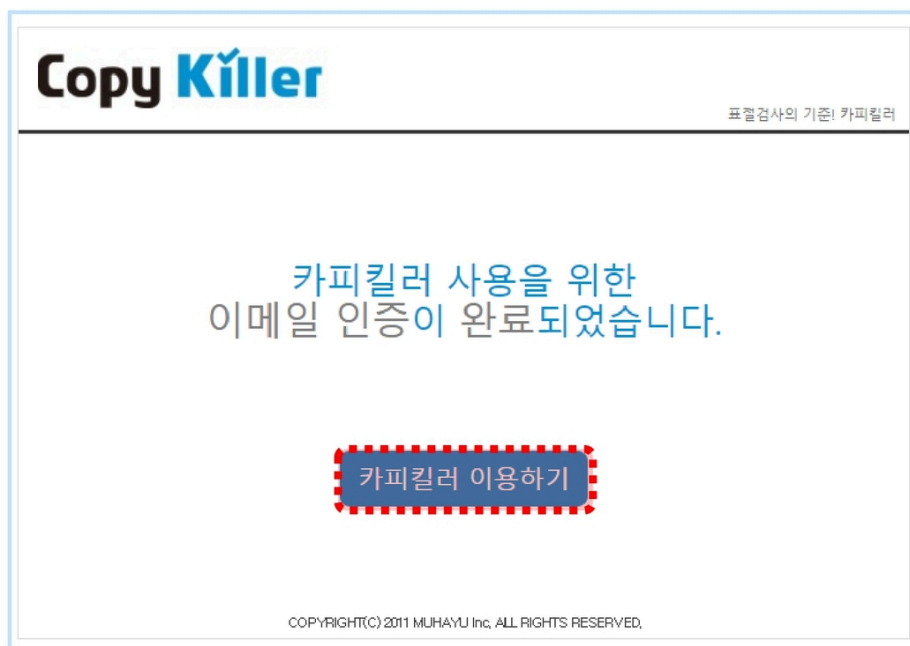 Copy Killer
표절검사의 기준! 카피킬러
카피킬러 사용을 위한
이메일 인증이 완료되었습니다.
카피킬러 이용하기
COPYRIGHT(C) 2011 MUHAYU Inc, ALL RIGHTS RESERVED,